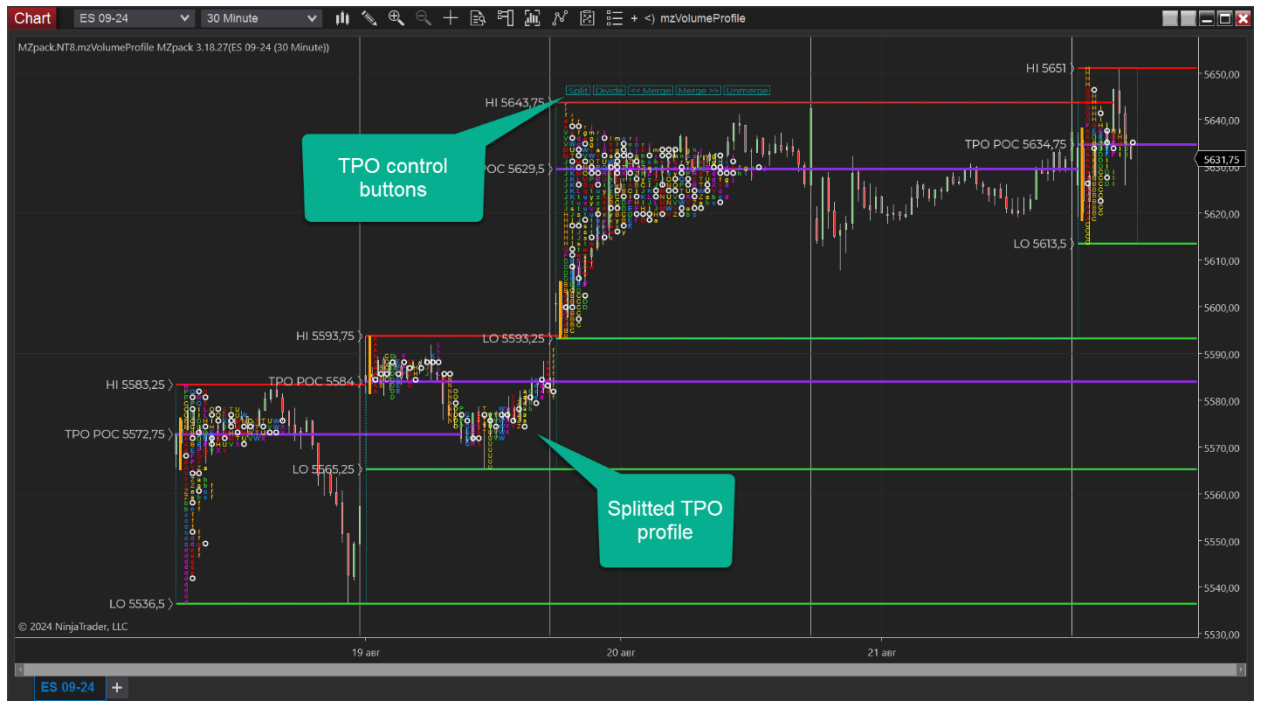 Chart
ES 09-24
30 Minute
mzVolumeProfile
MZpack.NT8.mzVolumeProfile MZpack 3.18.27(ES 09-24 (30 Minute))
HI 5651
5650,00
Split Divide << Merge Merge >> Unmerge
HI 5643,75
5640,00
TPO control
buttons
TPO POC 5634,75
5631,75
5630,00
POC 5629,5
5620,00
LO 5613,5
5610,00
5600,00
HI 5593,75
LO 5593,25
5590,00
HI 5583,25
TPO POC 5584
5580,00
TPO POC 5572,75
5570,00
LO 5565,25
5560,00
Splitted TPO
profile
5550,00
5540,00
LO 5536,5
© 2024 NinjaTrader, LLC
5530,00
19 авг
20 авг
21 авг
ES 09-24